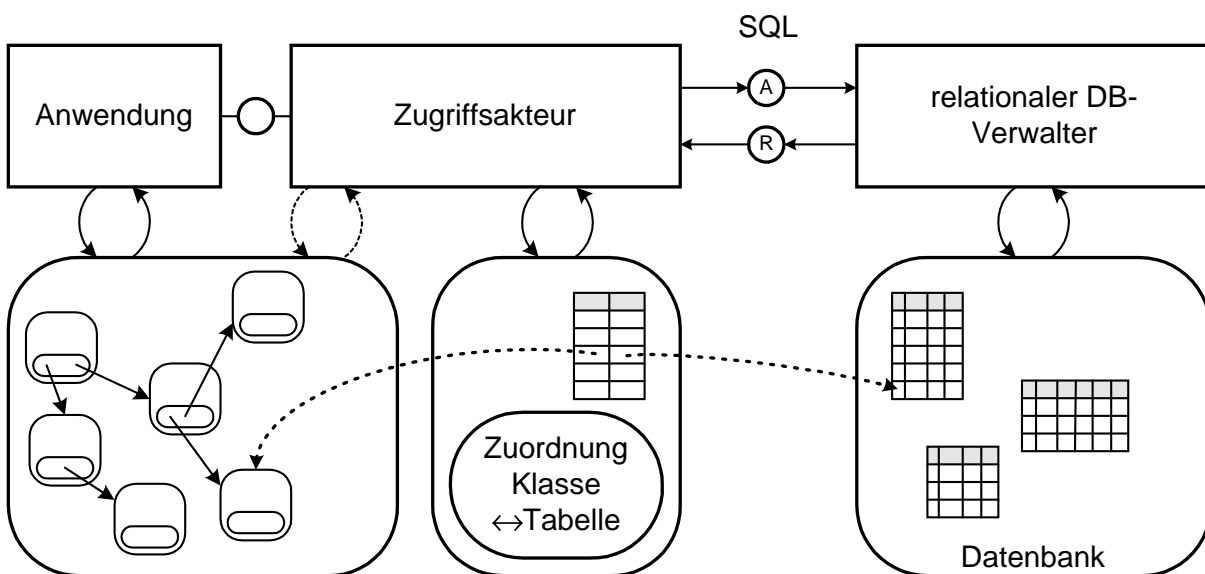 SQL
Anwendung
Zugriffsakteur
A
R
relationaler DB-
Verwalter
Zuordnung
Klasse
↔Tabelle
Datenbank